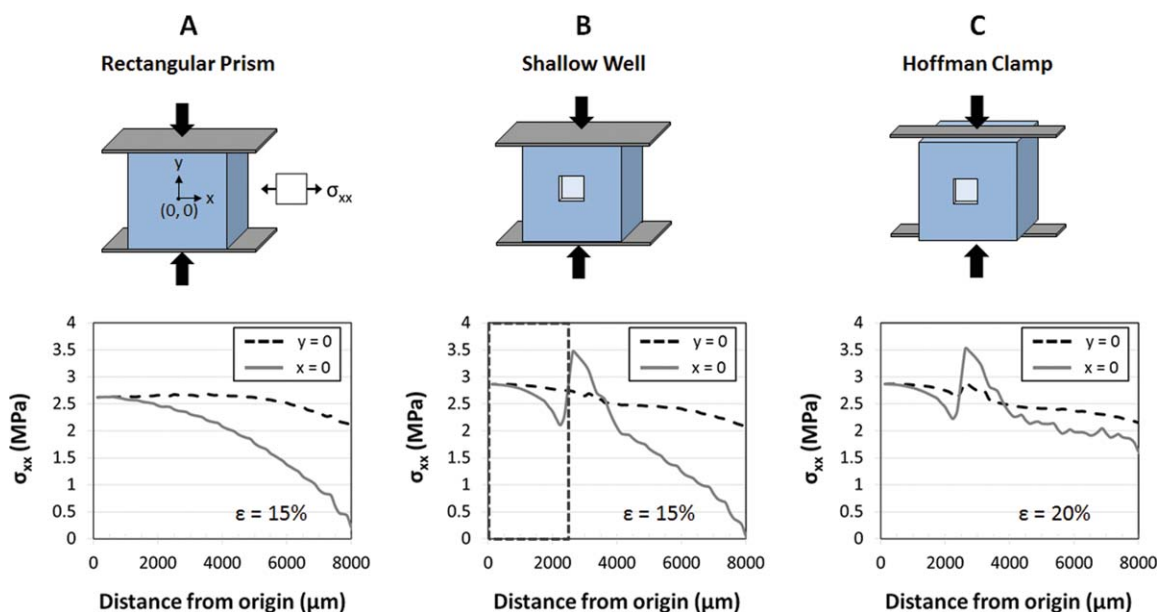 A
Rectangular Prism
y
x
(0, 0)
σxx
4
3.5
3
2.5
2
1.5
1
0.5
0
σxx (MPa)
y = 0
x = 0
ε = 15%
0 2000 4000 6000 8000
Distance from origin (μm)
B
Shallow Well
4
3.5
3
2.5
2
1.5
1
0.5
0
σxx (MPa)
y = 0
x = 0
ε = 15%
0 2000 4000 6000 8000
Distance from origin (μm)
C
Hoffman Clamp
4
3.5
3
2.5
2
1.5
1
0.5
0
σxx (MPa)
y = 0
x = 0
ε = 20%
0 2000 4000 6000 8000
Distance from origin (μm)